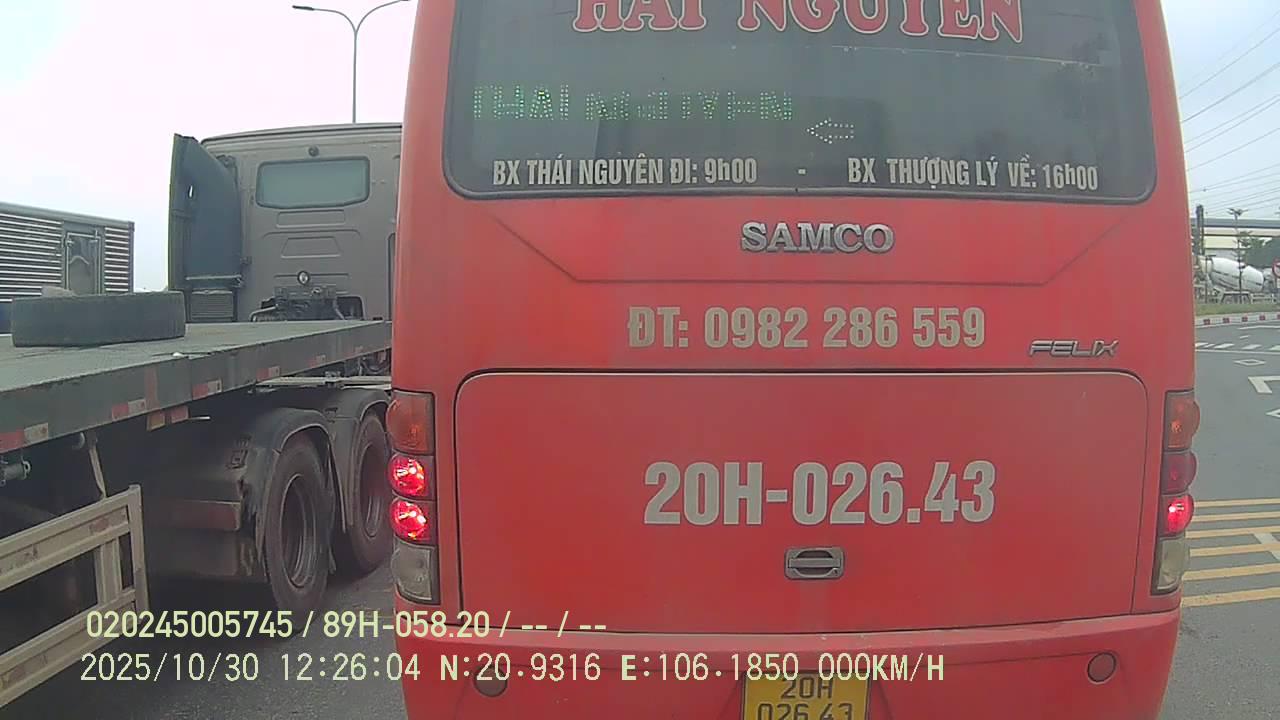 HẢI NGUYÊN
THAI NGUYEN
BX THÁI NGUYÊN ĐI: 9h00 - BX THƯỢNG LÝ VỀ: 16h00
SAMCO
ĐT: 0982 286 559
FELIX
20H-026.43
020245005745 / 89H-058.20 / -- / --
2025/10/30 12:26:04 N:20.9316 E:106.1850 000KM/H
20H
026.43